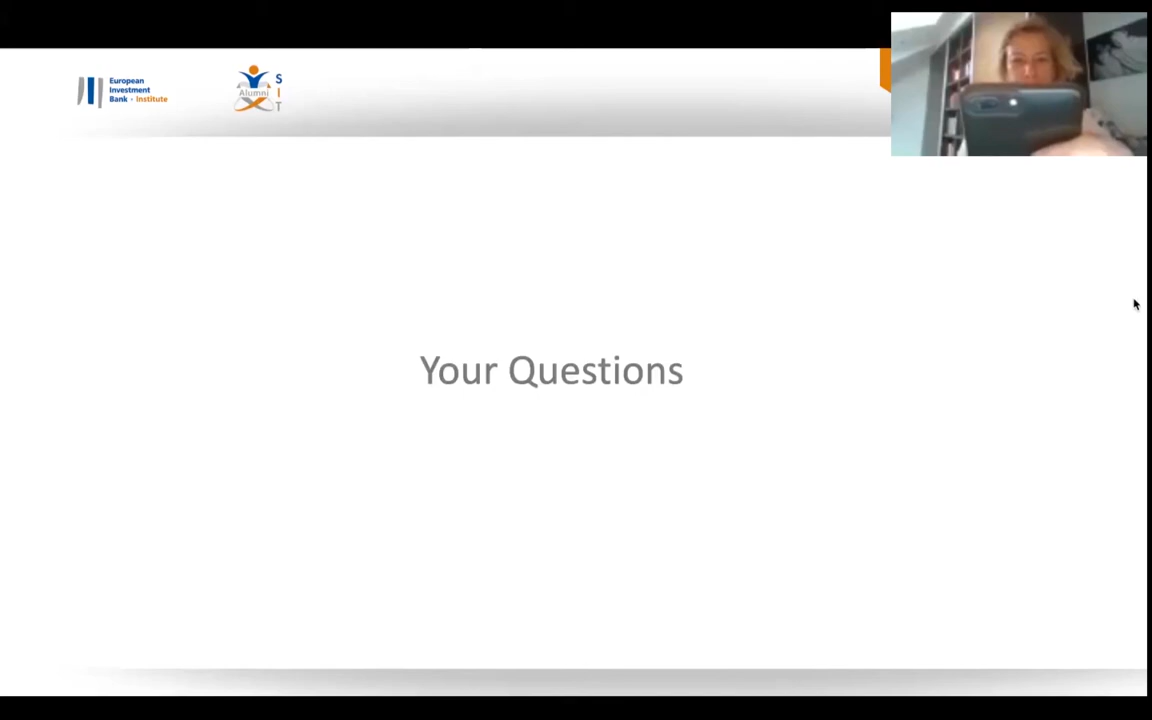 European
Investment
Bank - Institute
Alumni
S
I
T
Your Questions